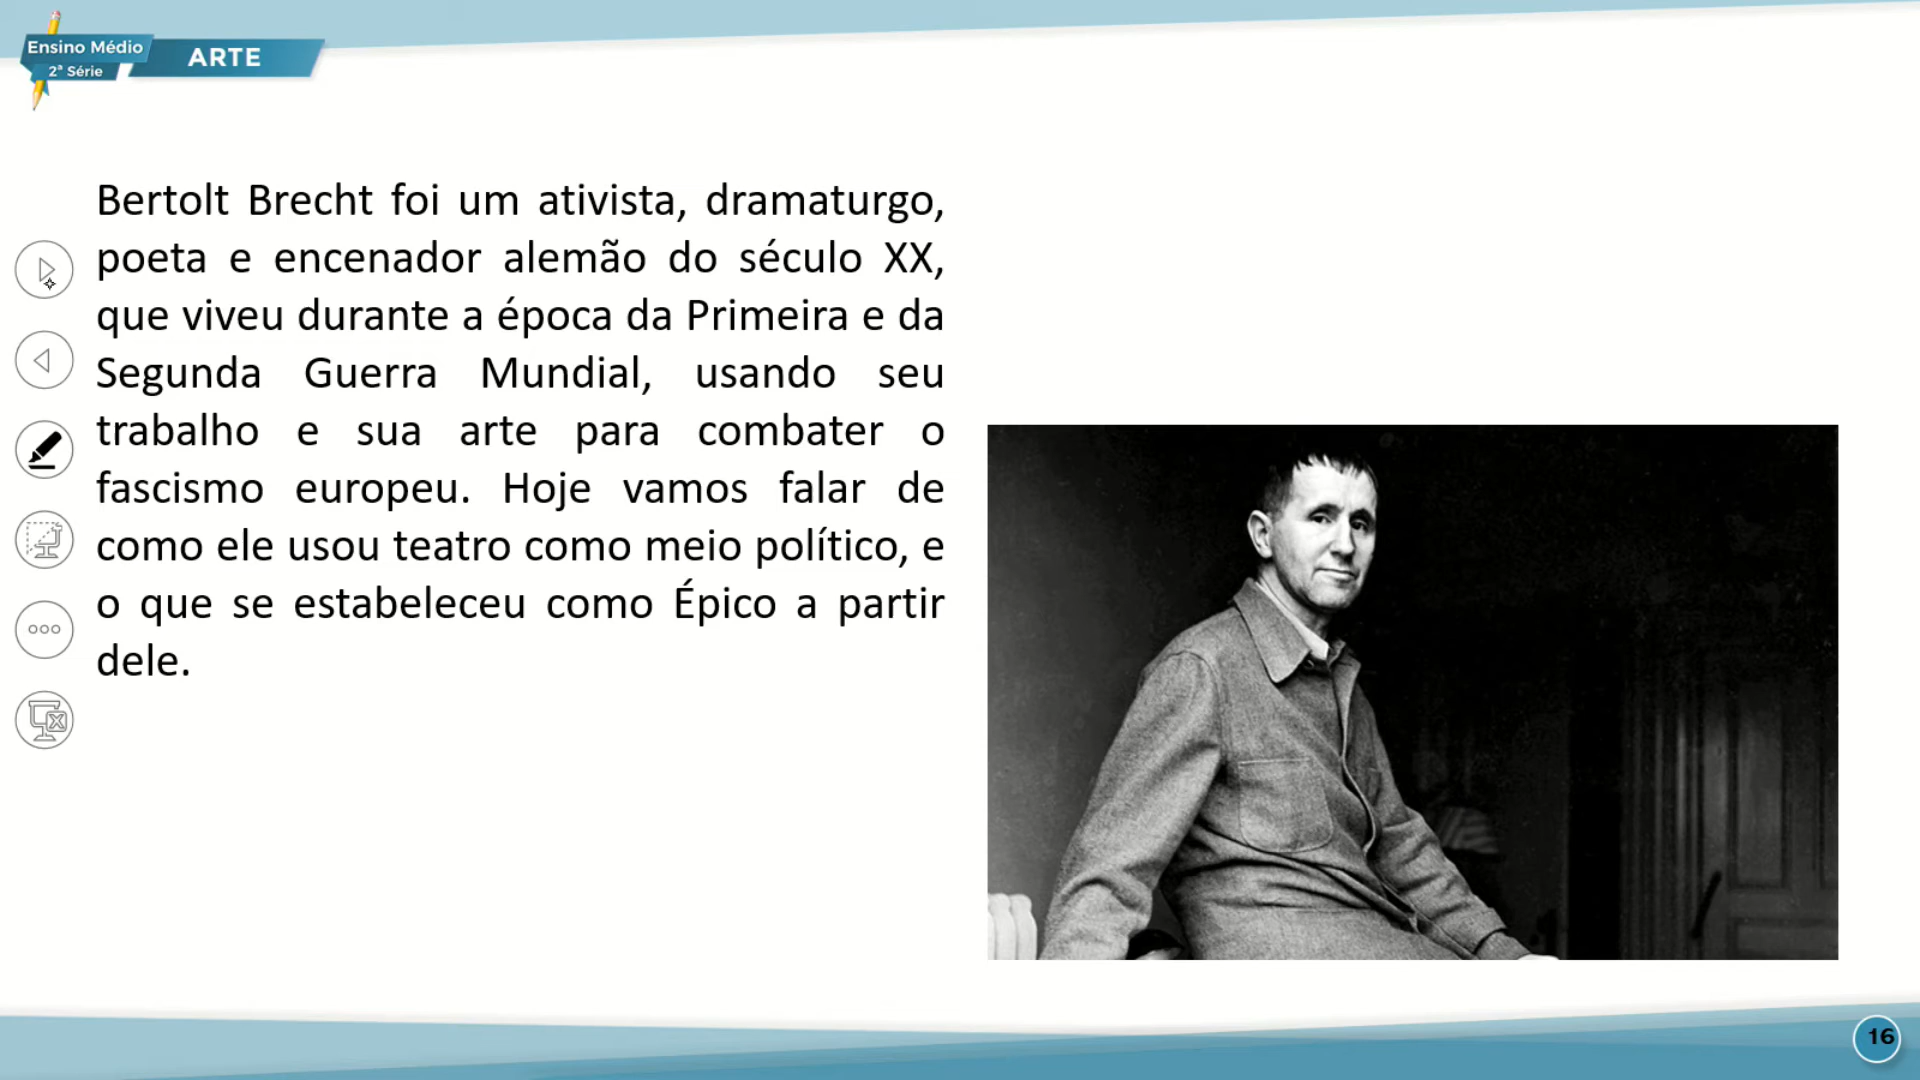 Ensino Médio
2ª Série
ARTE
Bertolt Brecht foi um ativista, dramaturgo,
poeta e encenador alemão do século XX,
que viveu durante a época da Primeira e da
Segunda Guerra Mundial, usando seu
trabalho e sua arte para combater o
fascismo europeu. Hoje vamos falar de
como ele usou teatro como meio político, e
o que se estabeleceu como Épico a partir
dele.
16